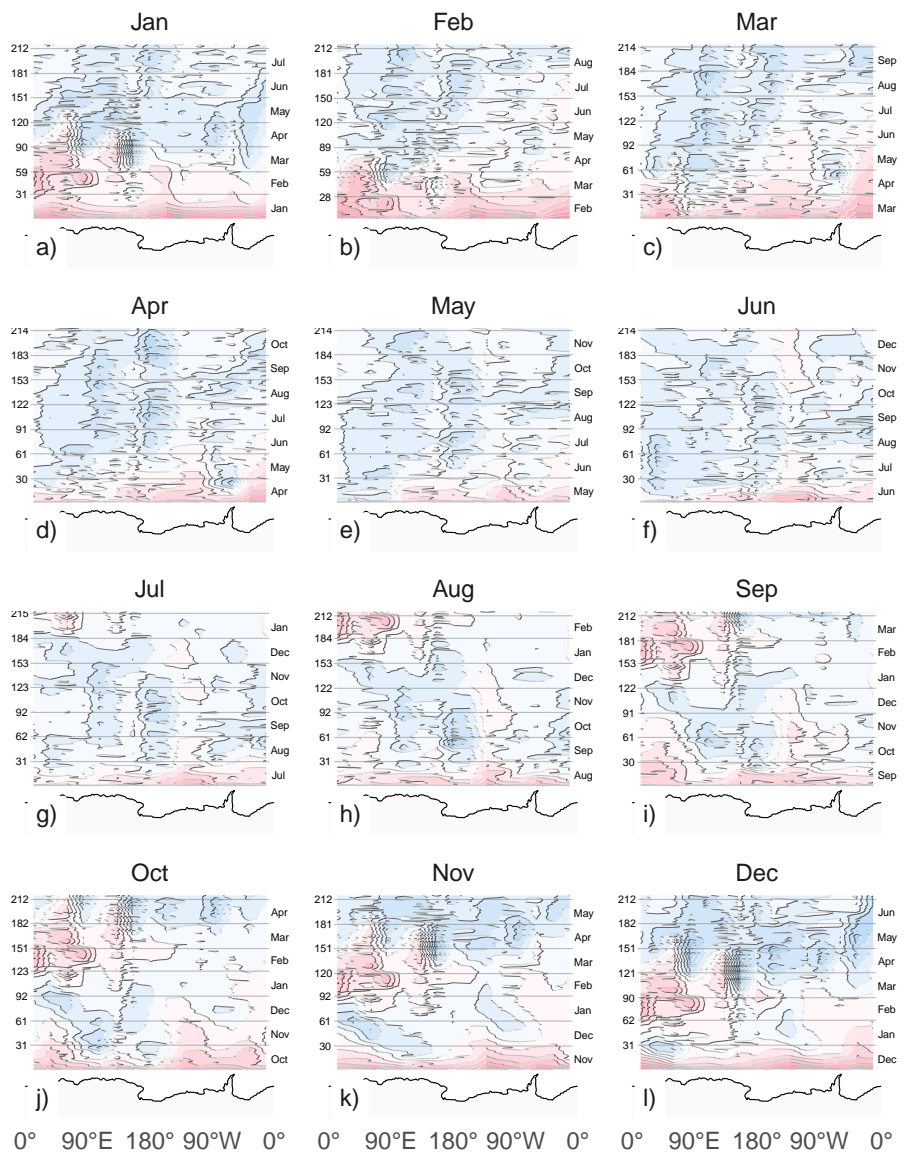 Jan
Feb
Mar
212 Jul
181 Jun
151 May
120 Apr
90 Mar
59 Feb
31 Jan
a)
212 Aug
181 Jul
151 Jun
120 May
89 Apr
59 Mar
28 Feb
b)
214 Sep
184 Aug
153 Jul
122 Jun
92 May
61 Apr
31 Mar
c)
Apr
May
Jun
214 Oct
183 Sep
153 Aug
122 Jul
91 Jun
61 May
30 Apr
d)
214 Nov
184 Oct
153 Sep
123 Aug
92 Jul
61 Jun
31 May
e)
214 Dec
183 Nov
153 Oct
122 Sep
91 Aug
61 Jul
30 Jun
f)
Jul
Aug
Sep
215 Jan
184 Dec
153 Nov
123 Oct
92 Sep
62 Aug
31 Jul
g)
212 Feb
184 Jan
153 Dec
122 Nov
92 Oct
61 Sep
31 Aug
h)
212 Mar
181 Feb
153 Jan
122 Dec
91 Nov
61 Oct
30 Sep
i)
Oct
Nov
Dec
212 Apr
182 Mar
151 Feb
123 Jan
92 Dec
61 Nov
31 Oct
j)
212 May
181 Apr
151 Mar
120 Feb
92 Jan
61 Dec
30 Nov
k)
212 Jun
182 May
151 Apr
121 Mar
90 Feb
62 Jan
31 Dec
l)
0° 90°E 180° 90°W 0°
0° 90°E 180° 90°W 0°
0° 90°E 180° 90°W 0°